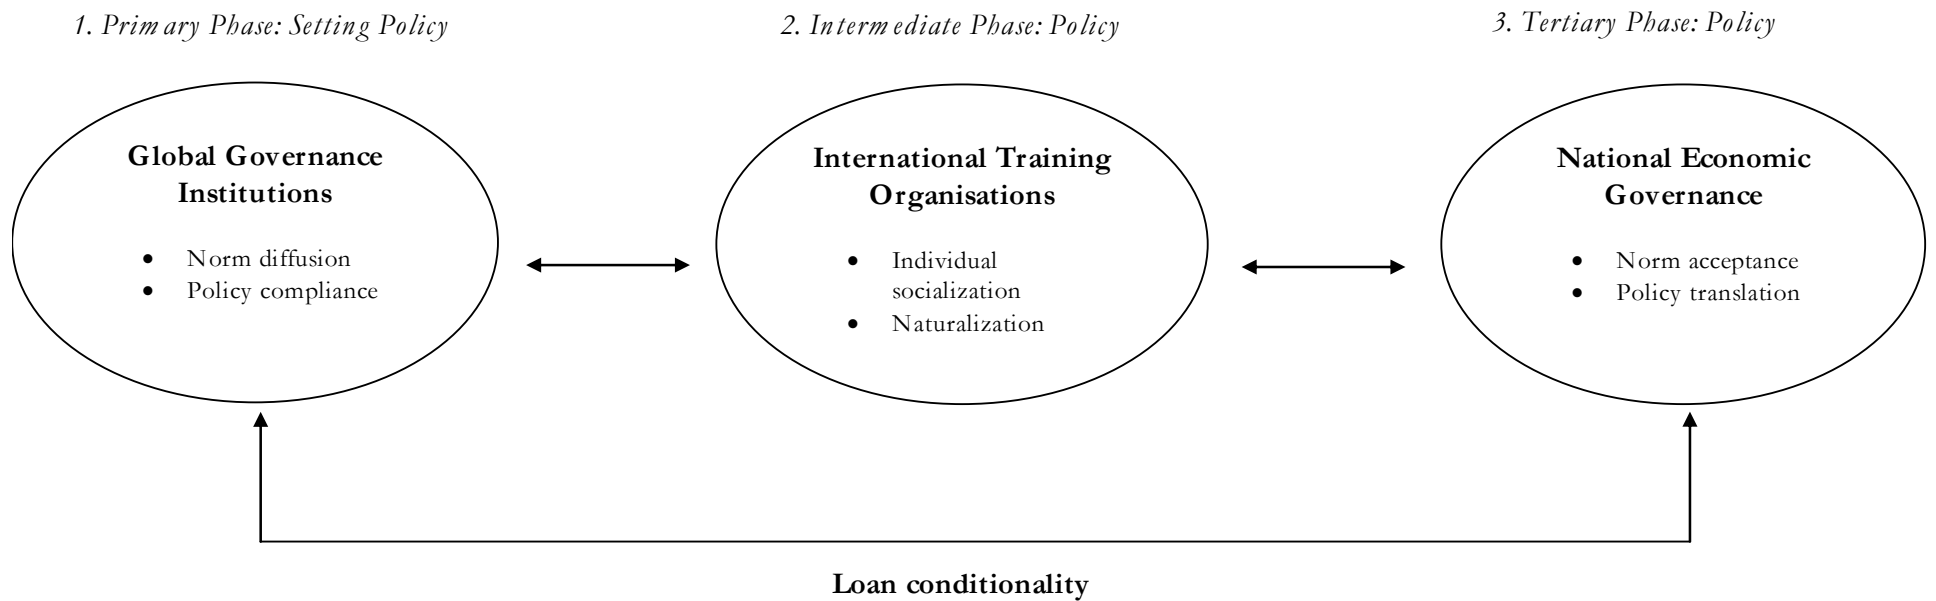 1. Primary Phase: Setting Policy
2. Intermediate Phase: Policy
3. Tertiary Phase: Policy
Global Governance
Institutions
• Norm diffusion
• Policy compliance
International Training
Organisations
• Individual
socialization
• Naturalization
National Economic
Governance
• Norm acceptance
• Policy translation
Loan conditionality